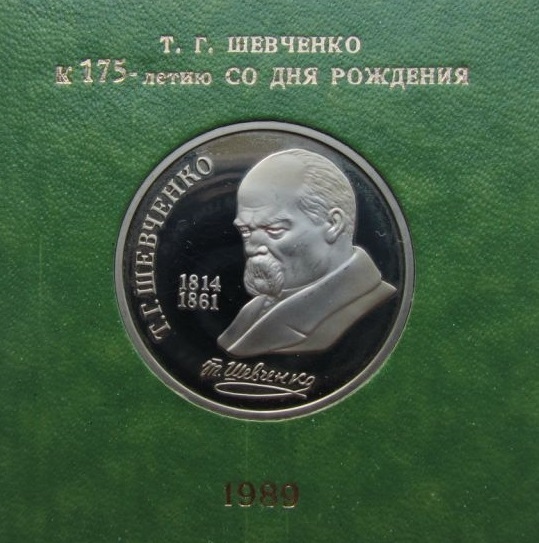 Т. Г. ШЕВЧЕНКО
К 175-летию СО ДНЯ РОЖДЕНИЯ
Т.Г.ШЕВЧЕНКО
1814
1861
Т.Шевченко
1989